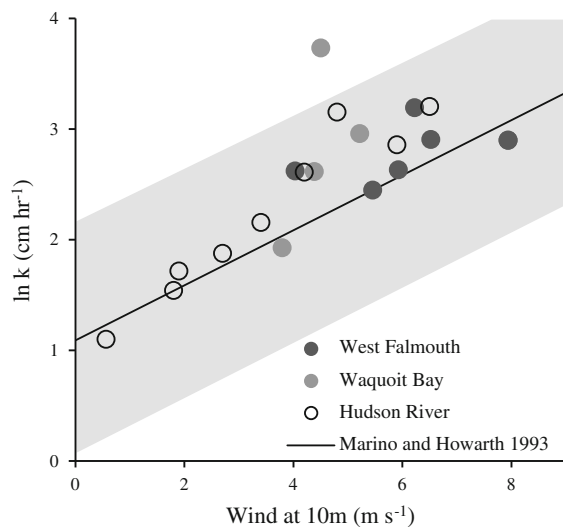 4
3
2
1
0
ln k (cm hr⁻¹)
West Falmouth
Waquoit Bay
Hudson River
Marino and Howarth 1993
0 2 4 6 8
Wind at 10m (m s⁻¹)